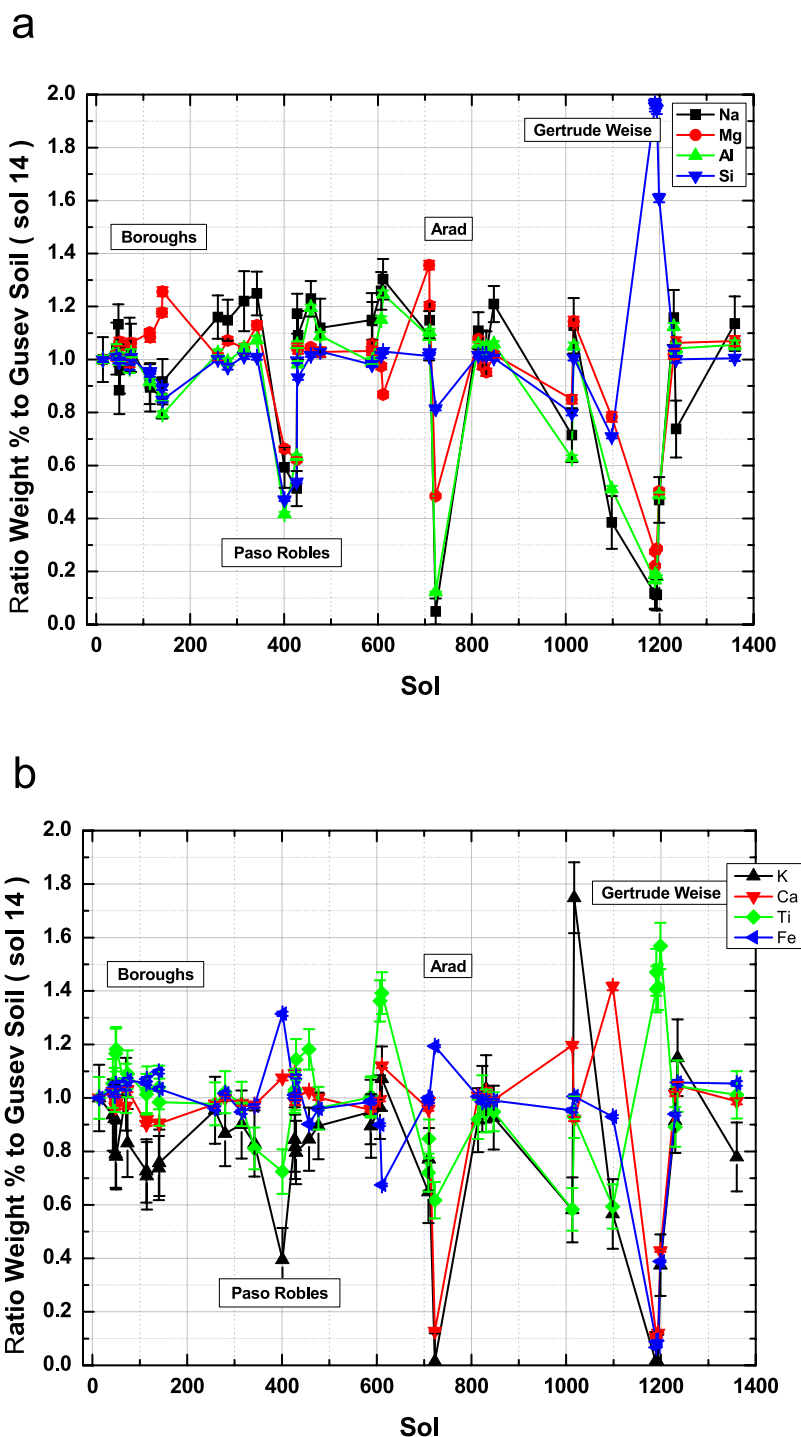 a
2.0
1.8
1.6
1.4
1.2
1.0
0.8
0.6
0.4
0.2
0.0
Ratio Weight % to Gusev Soil ( sol 14 )
Gertrude Weise
Na
Mg
Al
Si
Boroughs
Arad
Paso Robles
0 200 400 600 800 1000 1200 1400
Sol
b
2.0
1.8
1.6
1.4
1.2
1.0
0.8
0.6
0.4
0.2
0.0
Ratio Weight % to Gusev Soil ( sol 14 )
Gertrude Weise
K
Ca
Ti
Fe
Boroughs
Arad
Paso Robles
0 200 400 600 800 1000 1200 1400
Sol